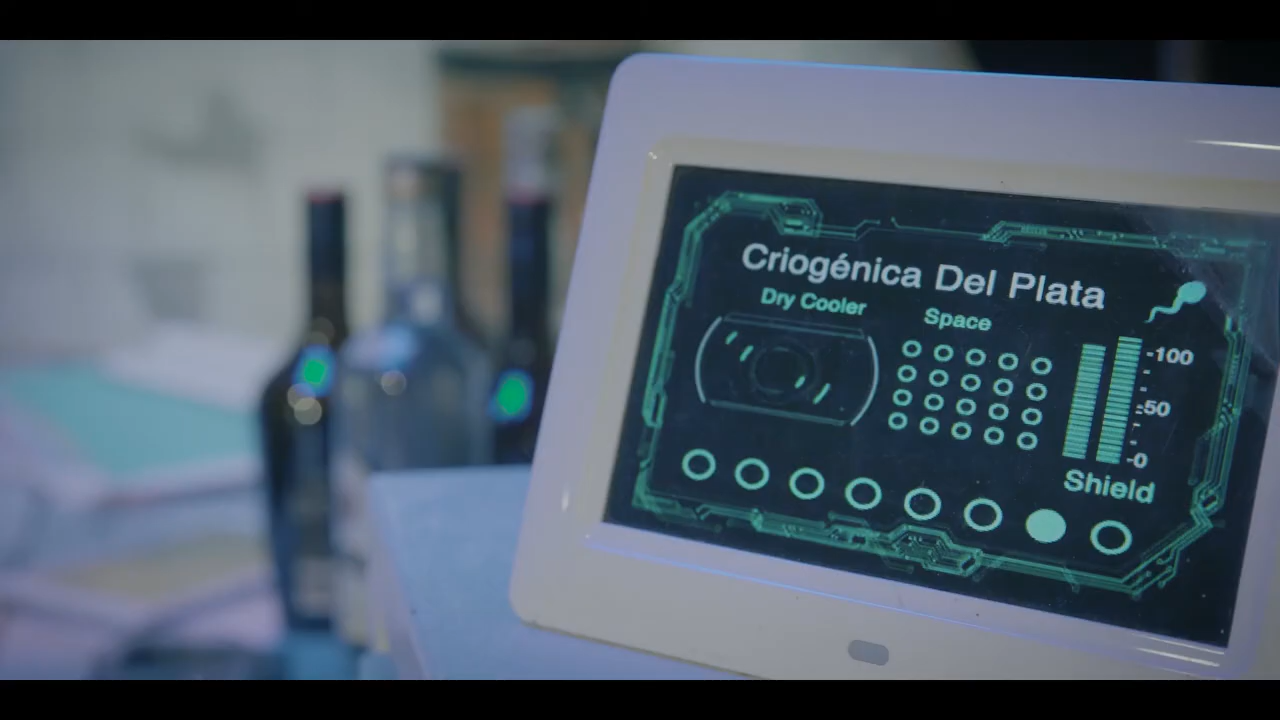 Criogénica Del Plata
Dry Cooler
Space
-100
-50
-0
Shield